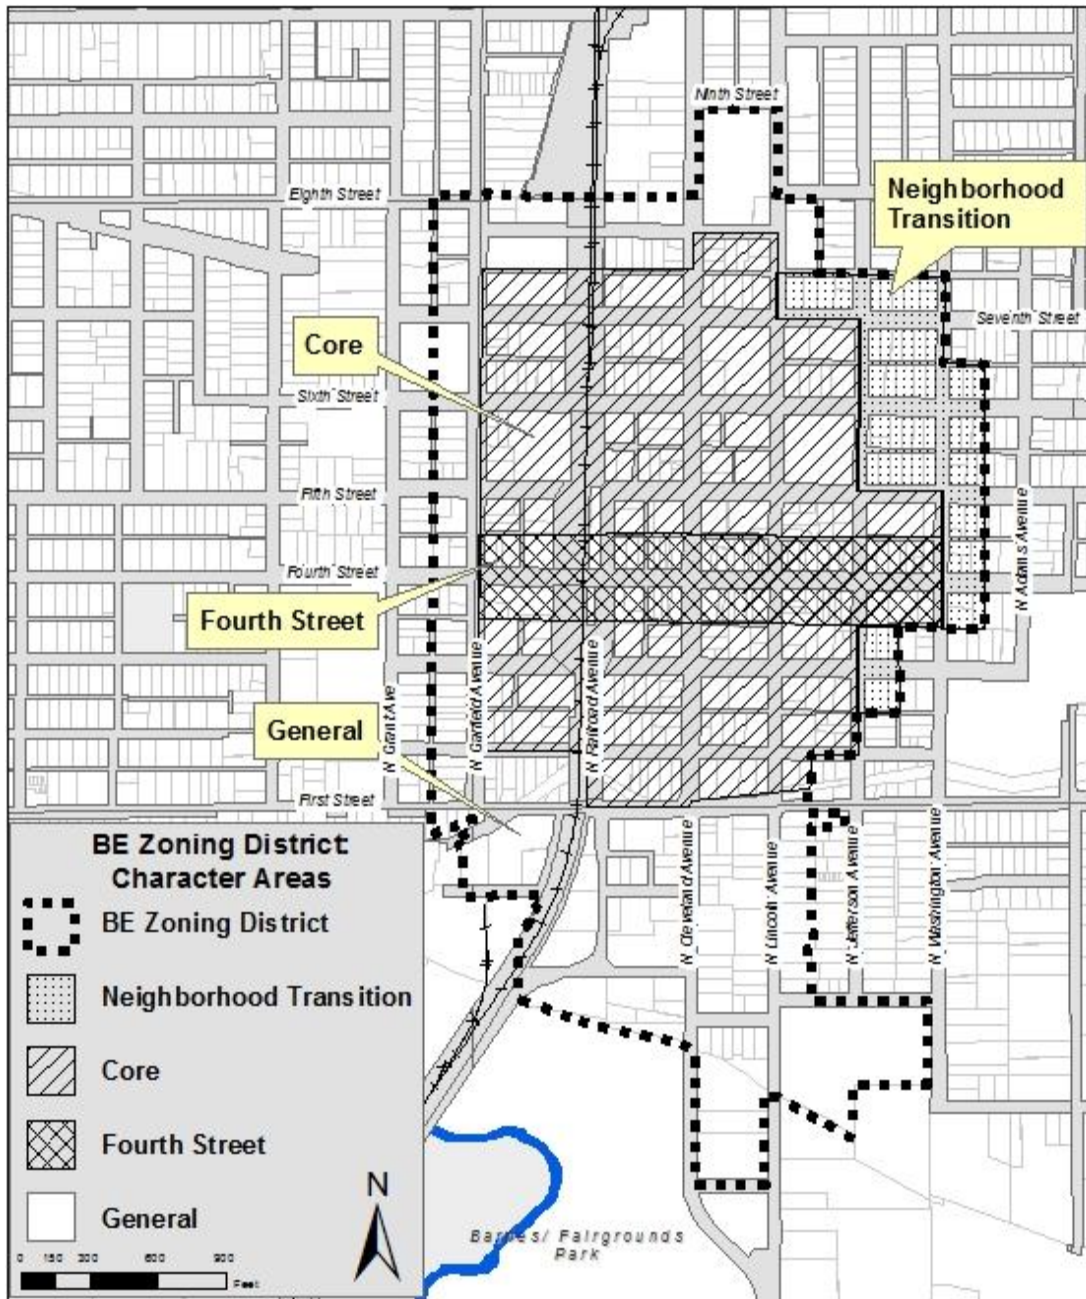 Ninth Street
Eighth Street
Neighborhood
Transition
Seventh Street
Core
Sixth Street
Fifth Street
N Adams Avenue
Fourth Street
Fourth Street
General
N Grant Ave
N Garfield Avenue
N Railroad Avenue
First Street
N Cleveland Avenue
N Lincoln Avenue
N Jefferson Avenue
N Washington Avenue
BE Zoning District:
Character Areas
BE Zoning District
Neighborhood Transition
Core
Fourth Street
General
N
0 150 300 600 900
Feet
Barnes/ Fairgrounds
Park